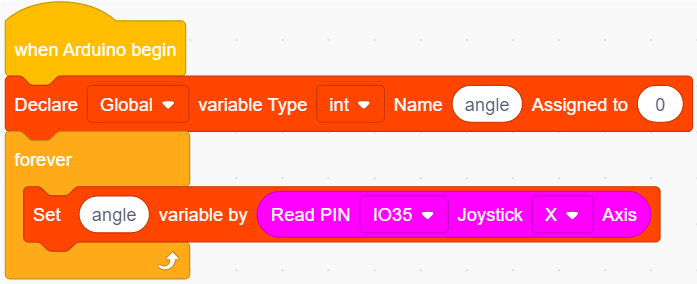 when Arduino begin
Declare Global variable Type int Name angle Assigned to 0
forever
Set angle variable by Read PIN IO35 Joystick X Axis